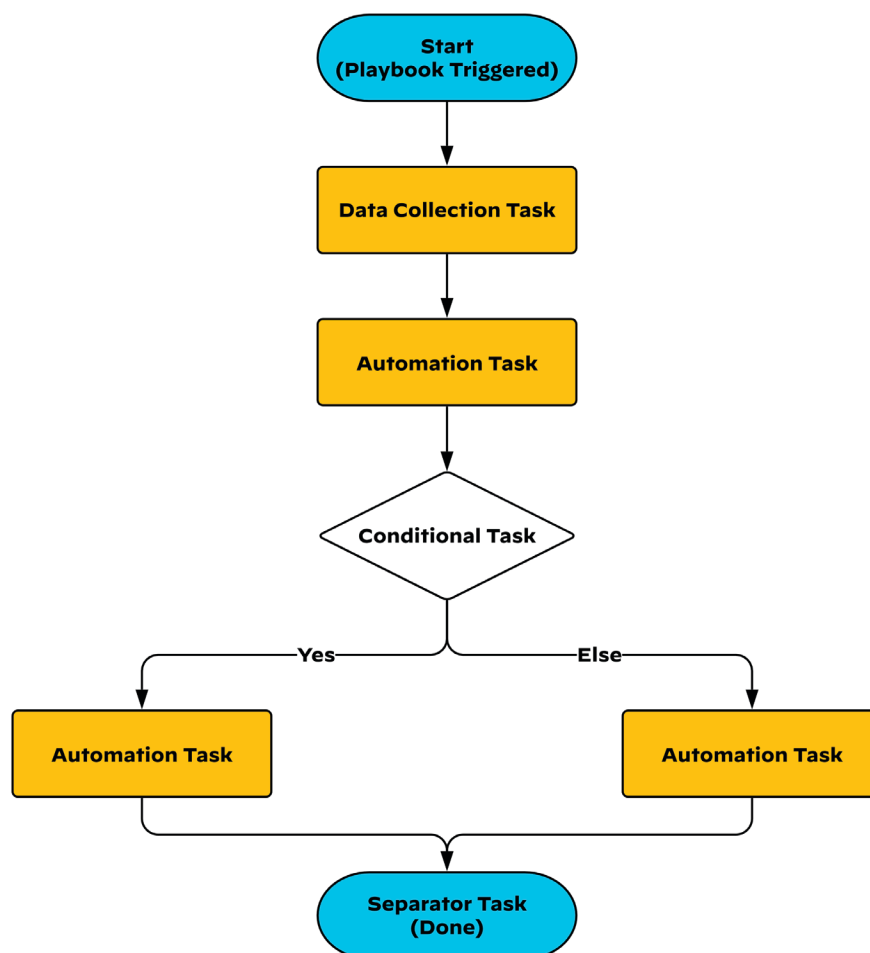 Start
(Playbook Triggered)
Data Collection Task
Automation Task
Conditional Task
Yes
Else
Automation Task
Automation Task
Separator Task
(Done)